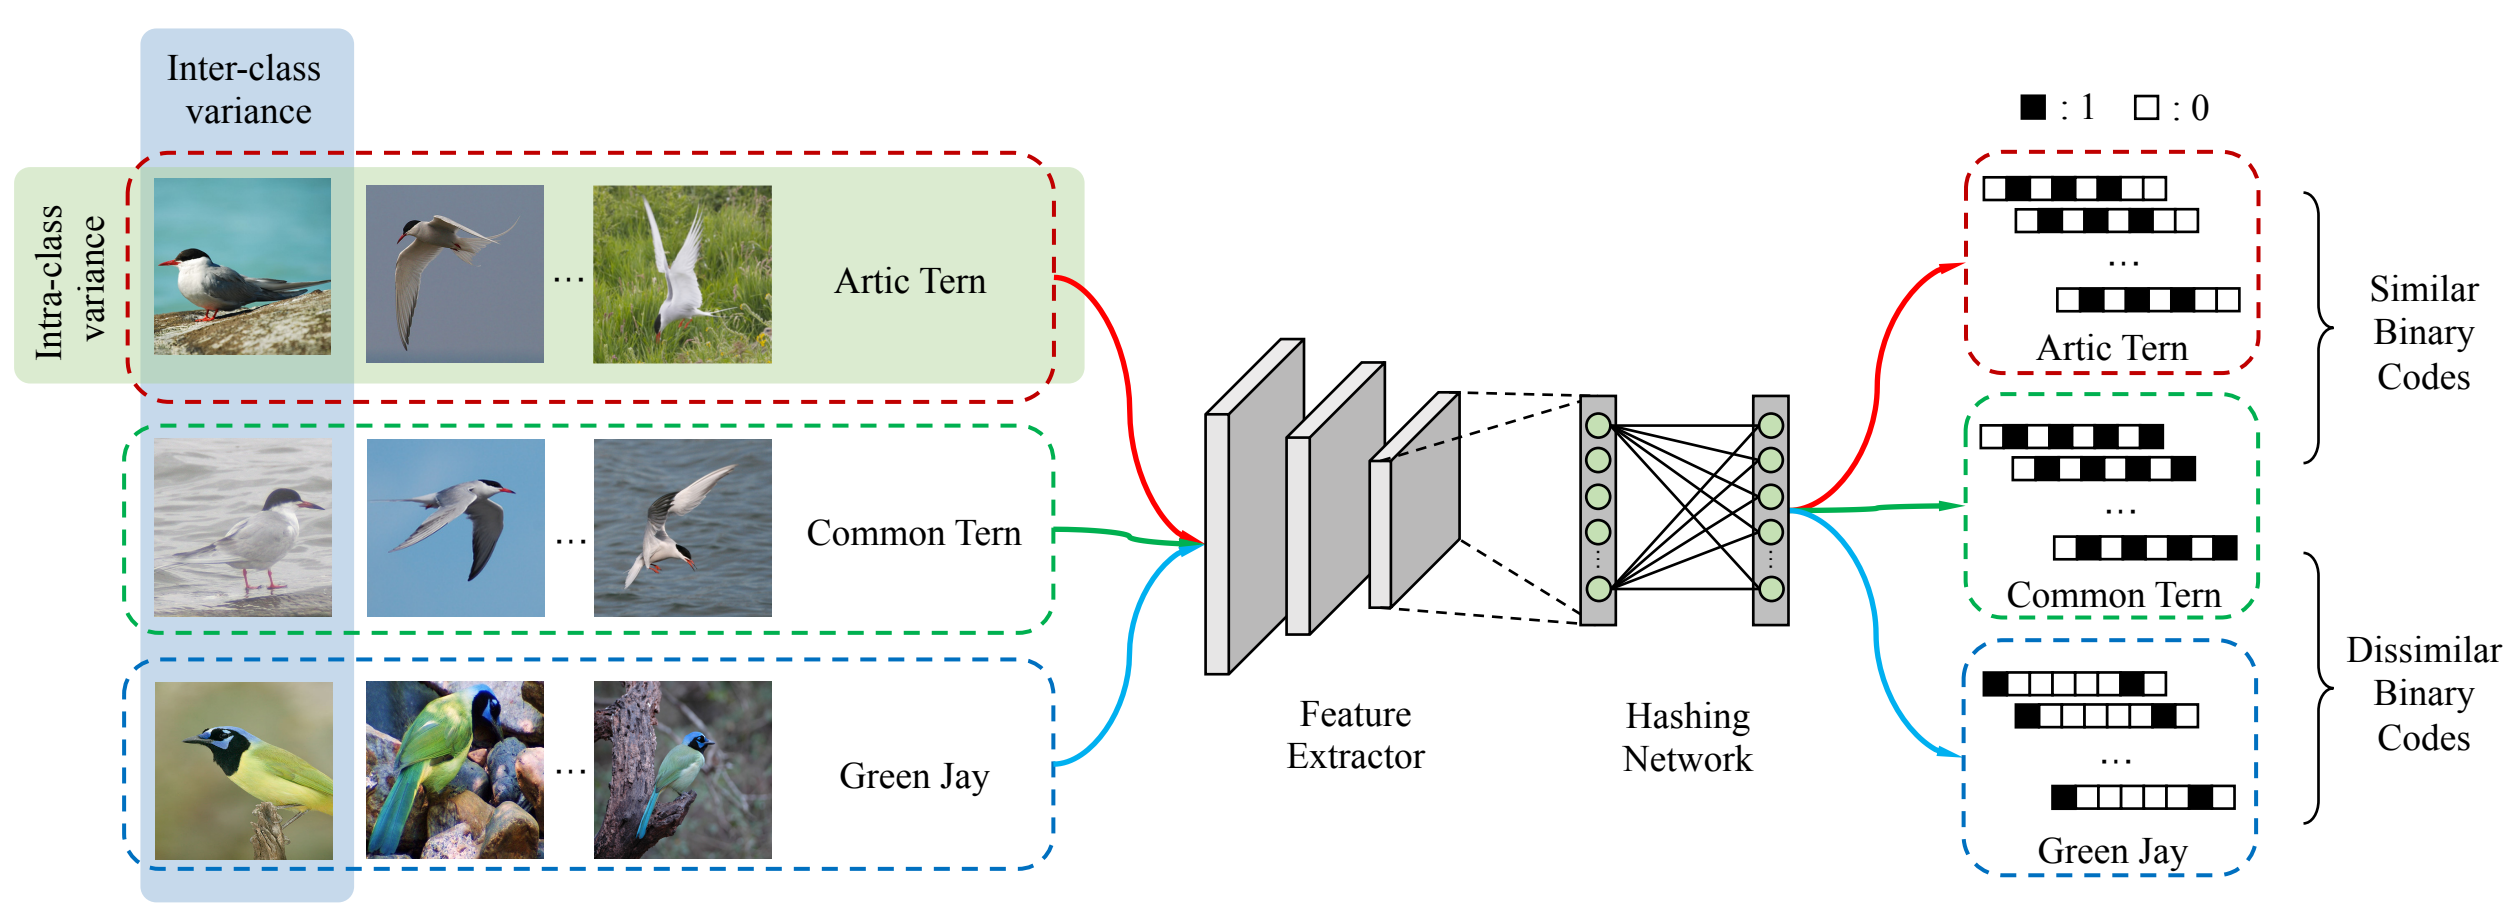 Inter-class
variance
Intra-class
variance
Artic Tern
...
Common Tern
...
Green Jay
...
Feature
Extractor
Hashing
Network
: 1 : 0
...
Artic Tern
...
Common Tern
...
Green Jay
Similar
Binary
Codes
Dissimilar
Binary
Codes